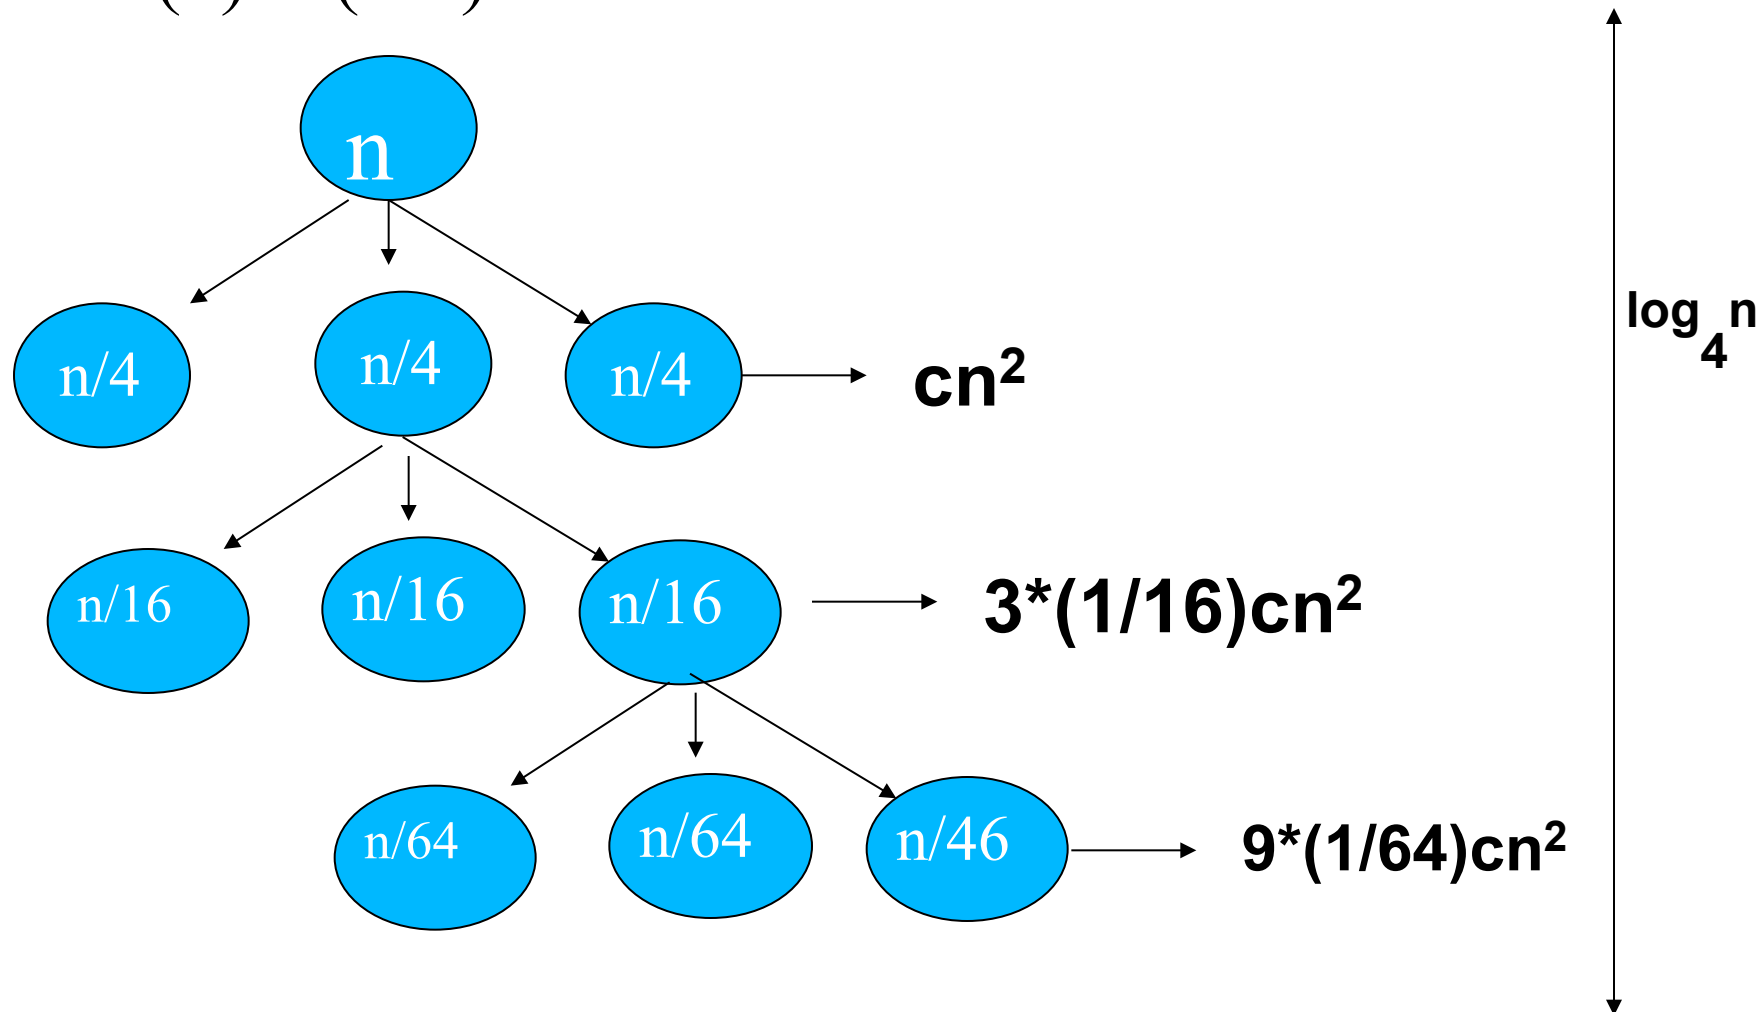 n
n/4 n/4 n/4 cn²
log₄n
n/16 n/16 n/16 3*(1/16)cn²
n/64 n/64 n/46 9*(1/64)cn²